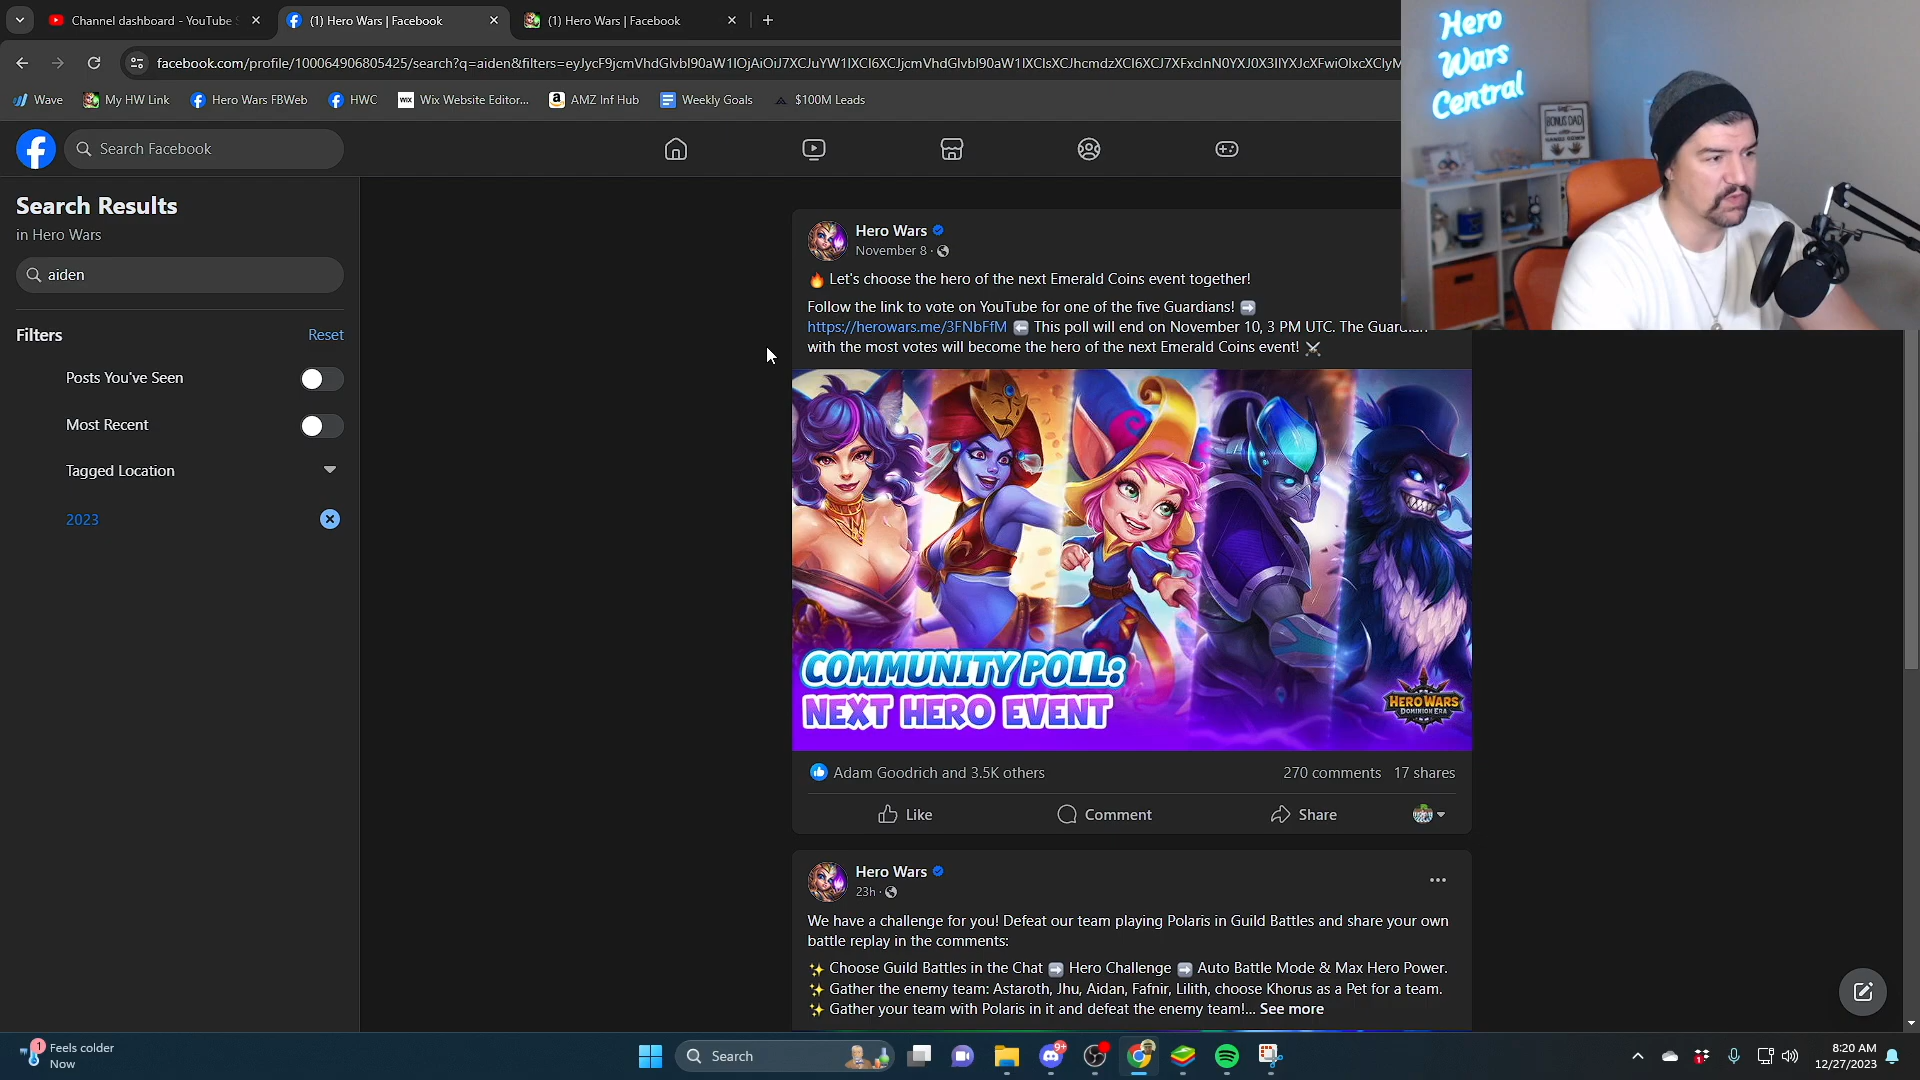 Channel dashboard - YouTube
(1) Hero Wars | Facebook
(1) Hero Wars | Facebook
Wave
My HW Link
Hero Wars FBWeb
HWC
WIX
Wix Website Editor...
AMZ Inf Hub
Weekly Goals
$100M Leads
Search Facebook
Hero
Wars
Central
BONUS DAD
Search Results
in Hero Wars
aiden
Filters
Reset
Posts You've Seen
Most Recent
Tagged Location
2023
Hero Wars
November 8 ·
🔥 Let's choose the hero of the next Emerald Coins event together!
Follow the link to vote on YouTube for one of the five Guardians! ➡️
https://herowars.me/3FNbFfM ⬅️ This poll will end on November 10, 3 PM UTC. The Guardian
with the most votes will become the hero of the next Emerald Coins event! ⚔️
COMMUNITY POLL:
NEXT HERO EVENT
HERO WARS
DOMINION ERA
Adam Goodrich and 3.5K others
270 comments 17 shares
Like
Comment
Share
Hero Wars
23h ·
We have a challenge for you! Defeat our team playing Polaris in Guild Battles and share your own
battle replay in the comments:
✨ Choose Guild Battles in the Chat ➡️ Hero Challenge ➡️ Auto Battle Mode & Max Hero Power.
✨ Gather the enemy team: Astaroth, Jhu, Aidan, Fafnir, Lilith, choose Khorus as a Pet for a team.
✨ Gather your team with Polaris in it and defeat the enemy team!... See more
1
Feels colder
Now
Search
9+
8:20 AM
12/27/2023